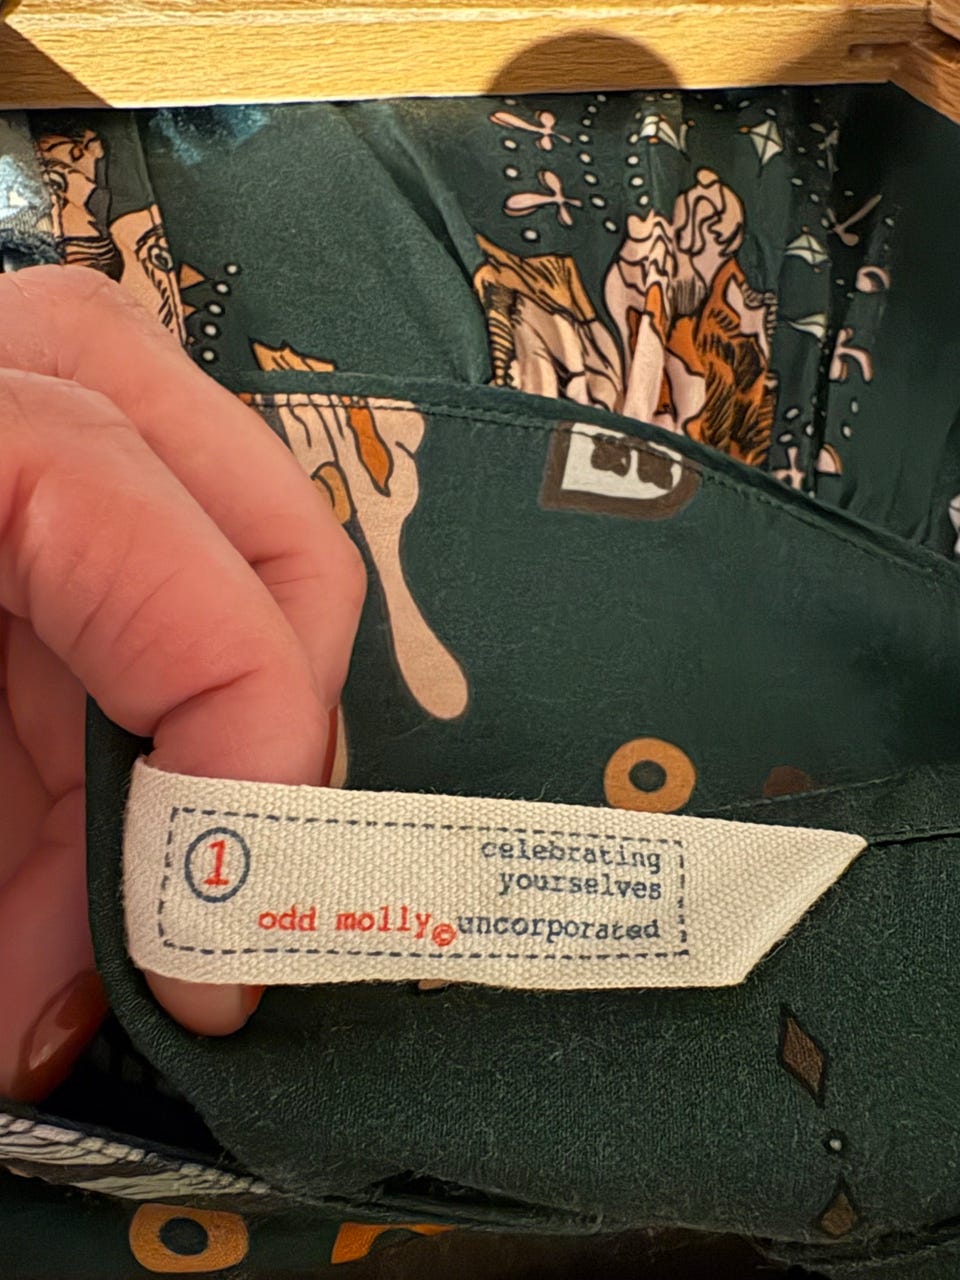 1
celebrating
yourselves
odd molly©uncorporated